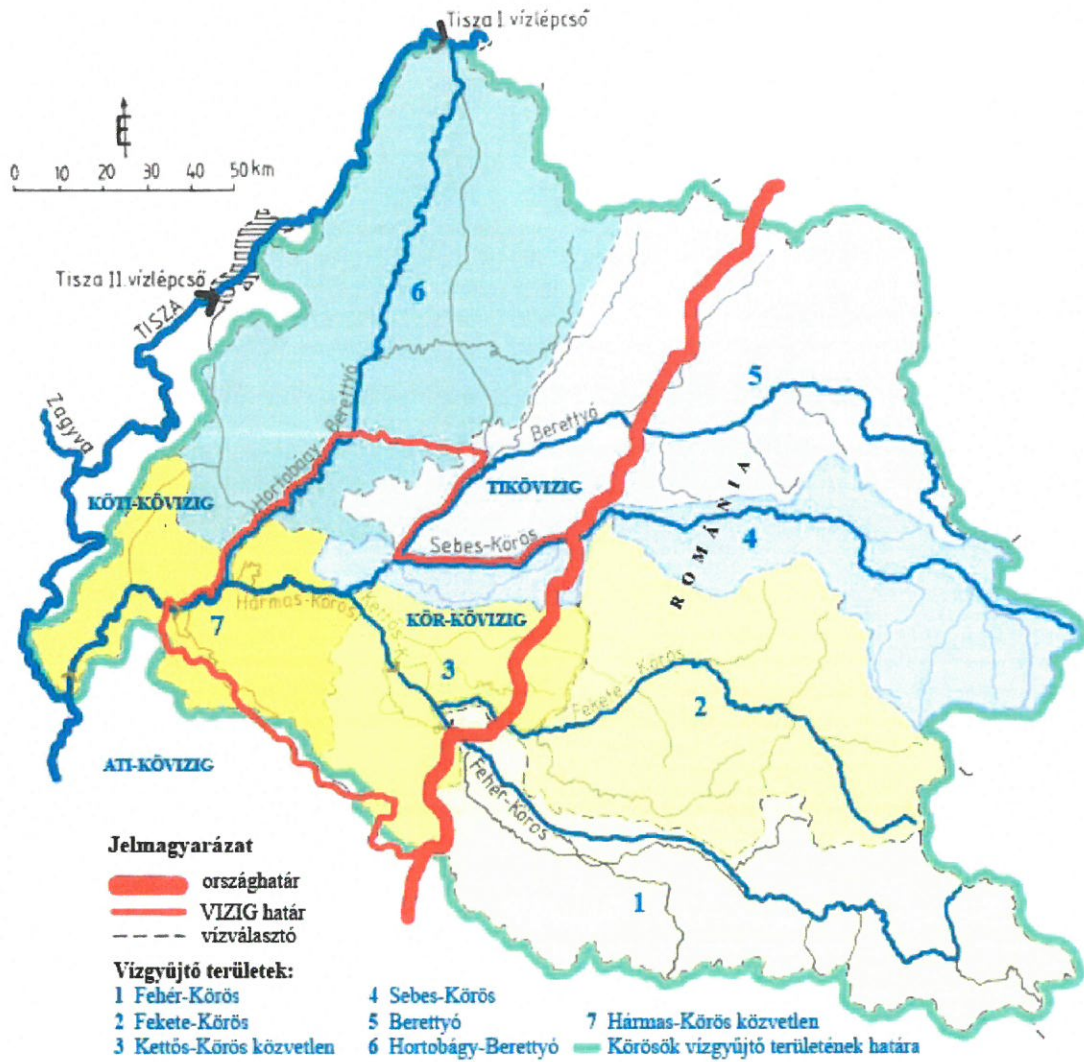 Tisza I. vízlépcső
É
0 10 20 30 40 50 km
Tisza II. vízlépcső
TISZA
Zagyva
6
5
Hortobágy-Berettyó
Berettyó
KÖTI-KÖVIZIG
TIKÖVIZIG
ROMÁNIA
4
Sebes-Körös
Hármas-Körös
Kettős-K
KÖR-KÖVIZIG
7
3
Fekete-Körös
2
ATI-KÖVIZIG
Fehér-Körös
1
Jelmagyarázat
országhatár
VIZIG határ
vízválasztó
Vízgyűjtő területek:
1 Fehér-Körös
2 Fekete-Körös
3 Kettős-Körös közvetlen
4 Sebes-Körös
5 Berettyó
6 Hortobágy-Berettyó
7 Hármas-Körös közvetlen
Körösök vízgyűjtő területének határa